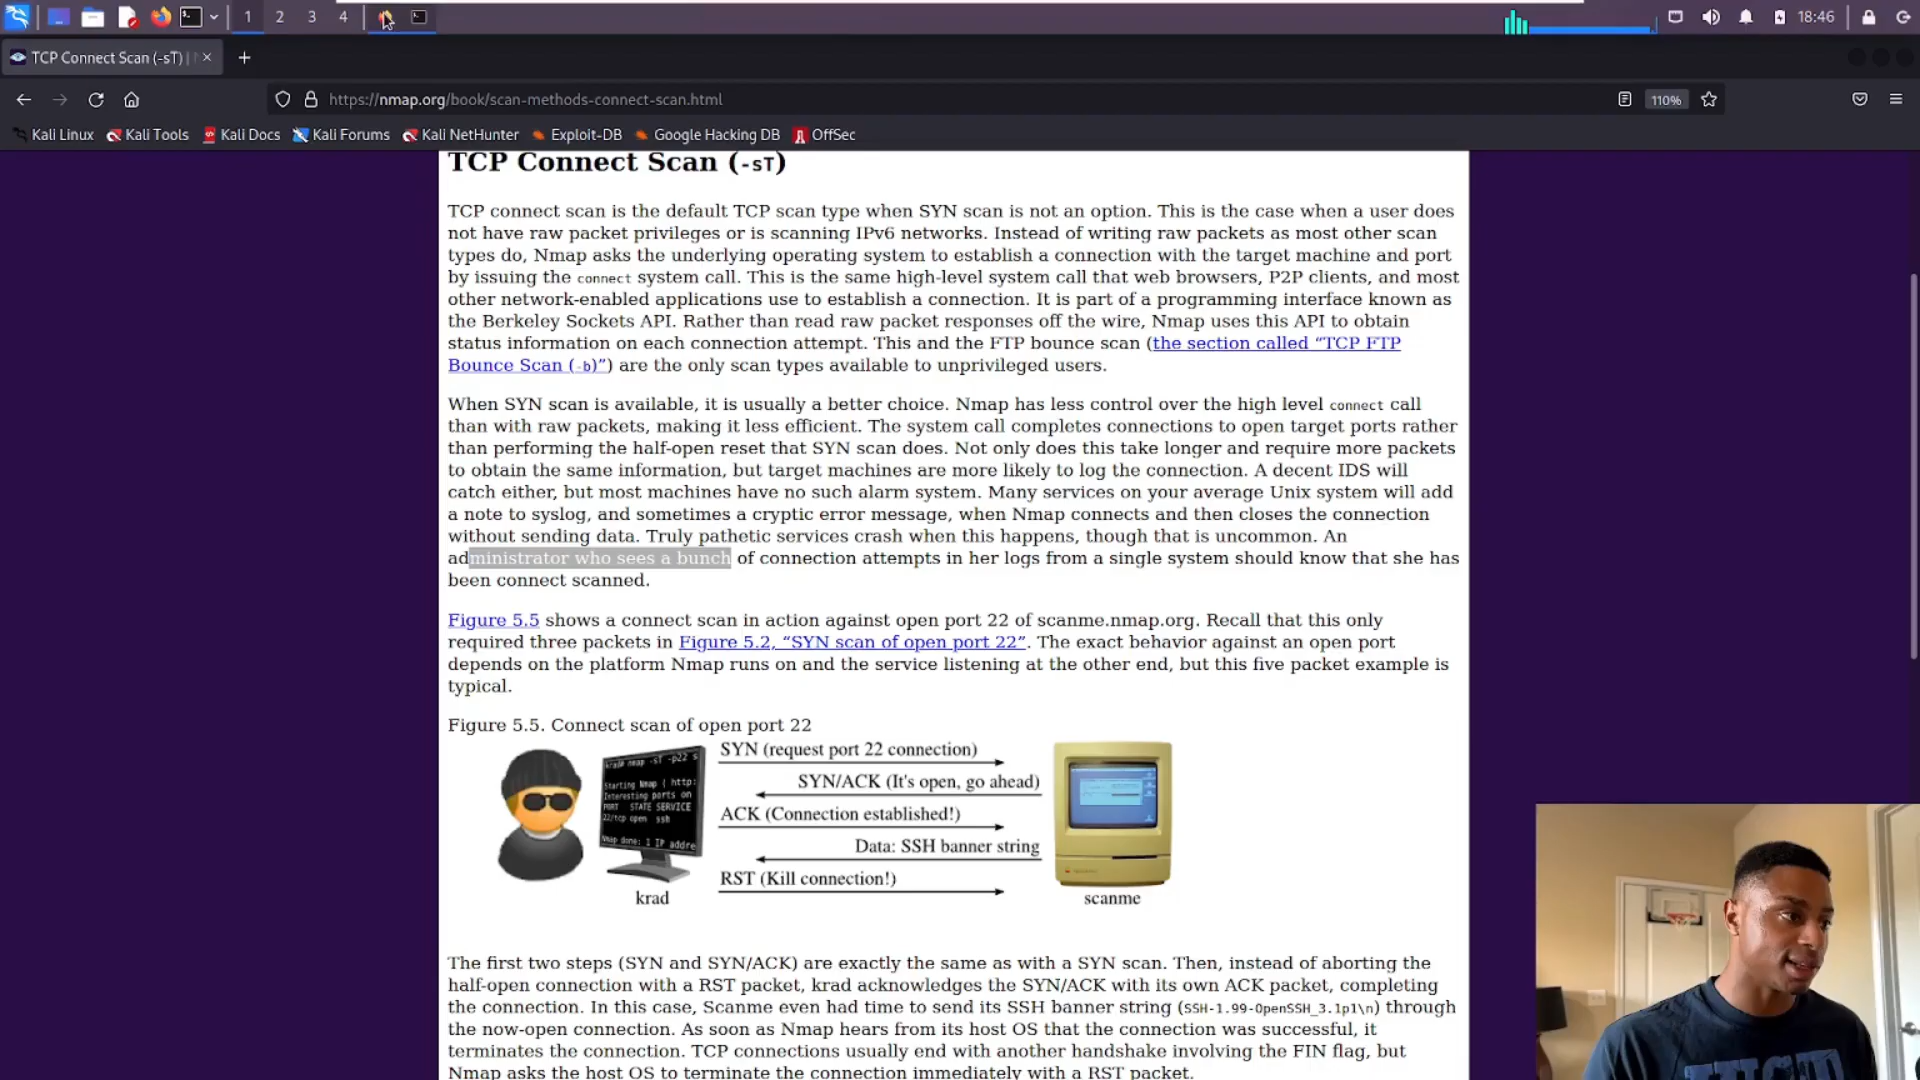 1 2 3 4 18:46
TCP Connect Scan (-sT) |
https://nmap.org/book/scan-methods-connect-scan.html 110%
Kali Linux Kali Tools Kali Docs Kali Forums Kali NetHunter Exploit-DB Google Hacking DB OffSec
TCP Connect Scan (-sT)
TCP connect scan is the default TCP scan type when SYN scan is not an option. This is the case when a user does
not have raw packet privileges or is scanning IPv6 networks. Instead of writing raw packets as most other scan
types do, Nmap asks the underlying operating system to establish a connection with the target machine and port
by issuing the connect system call. This is the same high-level system call that web browsers, P2P clients, and most
other network-enabled applications use to establish a connection. It is part of a programming interface known as
the Berkeley Sockets API. Rather than read raw packet responses off the wire, Nmap uses this API to obtain
status information on each connection attempt. This and the FTP bounce scan (the section called “TCP FTP
Bounce Scan (-b)”) are the only scan types available to unprivileged users.
When SYN scan is available, it is usually a better choice. Nmap has less control over the high level connect call
than with raw packets, making it less efficient. The system call completes connections to open target ports rather
than performing the half-open reset that SYN scan does. Not only does this take longer and require more packets
to obtain the same information, but target machines are more likely to log the connection. A decent IDS will
catch either, but most machines have no such alarm system. Many services on your average Unix system will add
a note to syslog, and sometimes a cryptic error message, when Nmap connects and then closes the connection
without sending data. Truly pathetic services crash when this happens, though that is uncommon. An
administrator who sees a bunch of connection attempts in her logs from a single system should know that she has
been connect scanned.
Figure 5.5 shows a connect scan in action against open port 22 of scanme.nmap.org. Recall that this only
required three packets in Figure 5.2, “SYN scan of open port 22”. The exact behavior against an open port
depends on the platform Nmap runs on and the service listening at the other end, but this five packet example is
typical.
Figure 5.5. Connect scan of open port 22
krad# nmap -sT -p22 s
Starting Nmap ( http:
Interesting ports on
PORT STATE SERVICE
22/tcp open ssh
Nmap done: 1 IP addre
SYN (request port 22 connection)
SYN/ACK (It's open, go ahead)
ACK (Connection established!)
Data: SSH banner string
RST (Kill connection!)
krad scanme
The first two steps (SYN and SYN/ACK) are exactly the same as with a SYN scan. Then, instead of aborting the
half-open connection with a RST packet, krad acknowledges the SYN/ACK with its own ACK packet, completing
the connection. In this case, Scanme even had time to send its SSH banner string (SSH-1.99-OpenSSH_3.1p1\n) through
the now-open connection. As soon as Nmap hears from its host OS that the connection was successful, it
terminates the connection. TCP connections usually end with another handshake involving the FIN flag, but
Nmap asks the host OS to terminate the connection immediately with a RST packet.